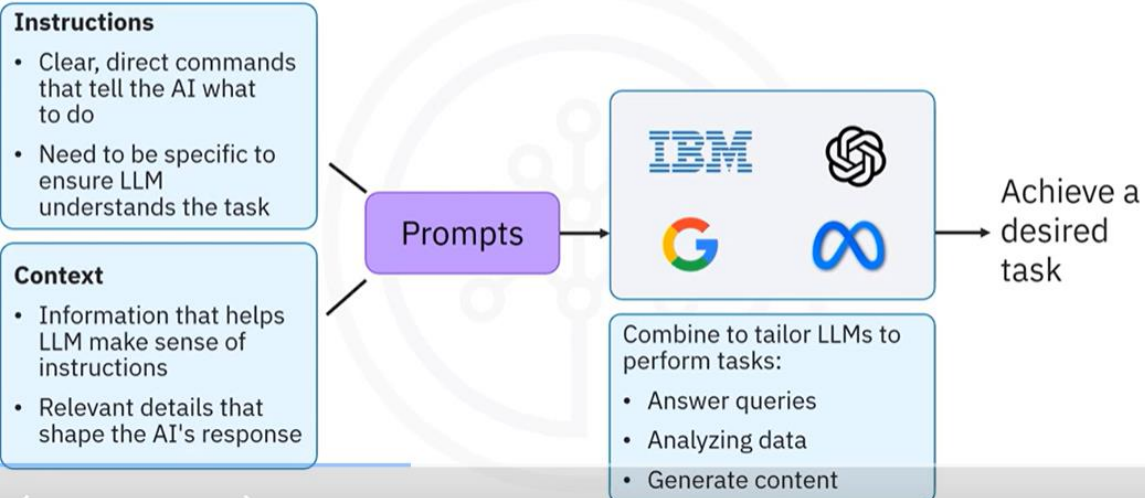 Instructions
• Clear, direct commands
that tell the AI what
to do
• Need to be specific to
ensure LLM
understands the task
Context
• Information that helps
LLM make sense of
instructions
• Relevant details that
shape the AI's response
Prompts
IBM
Combine to tailor LLMs to
perform tasks:
• Answer queries
• Analyzing data
• Generate content
Achieve a
desired
task